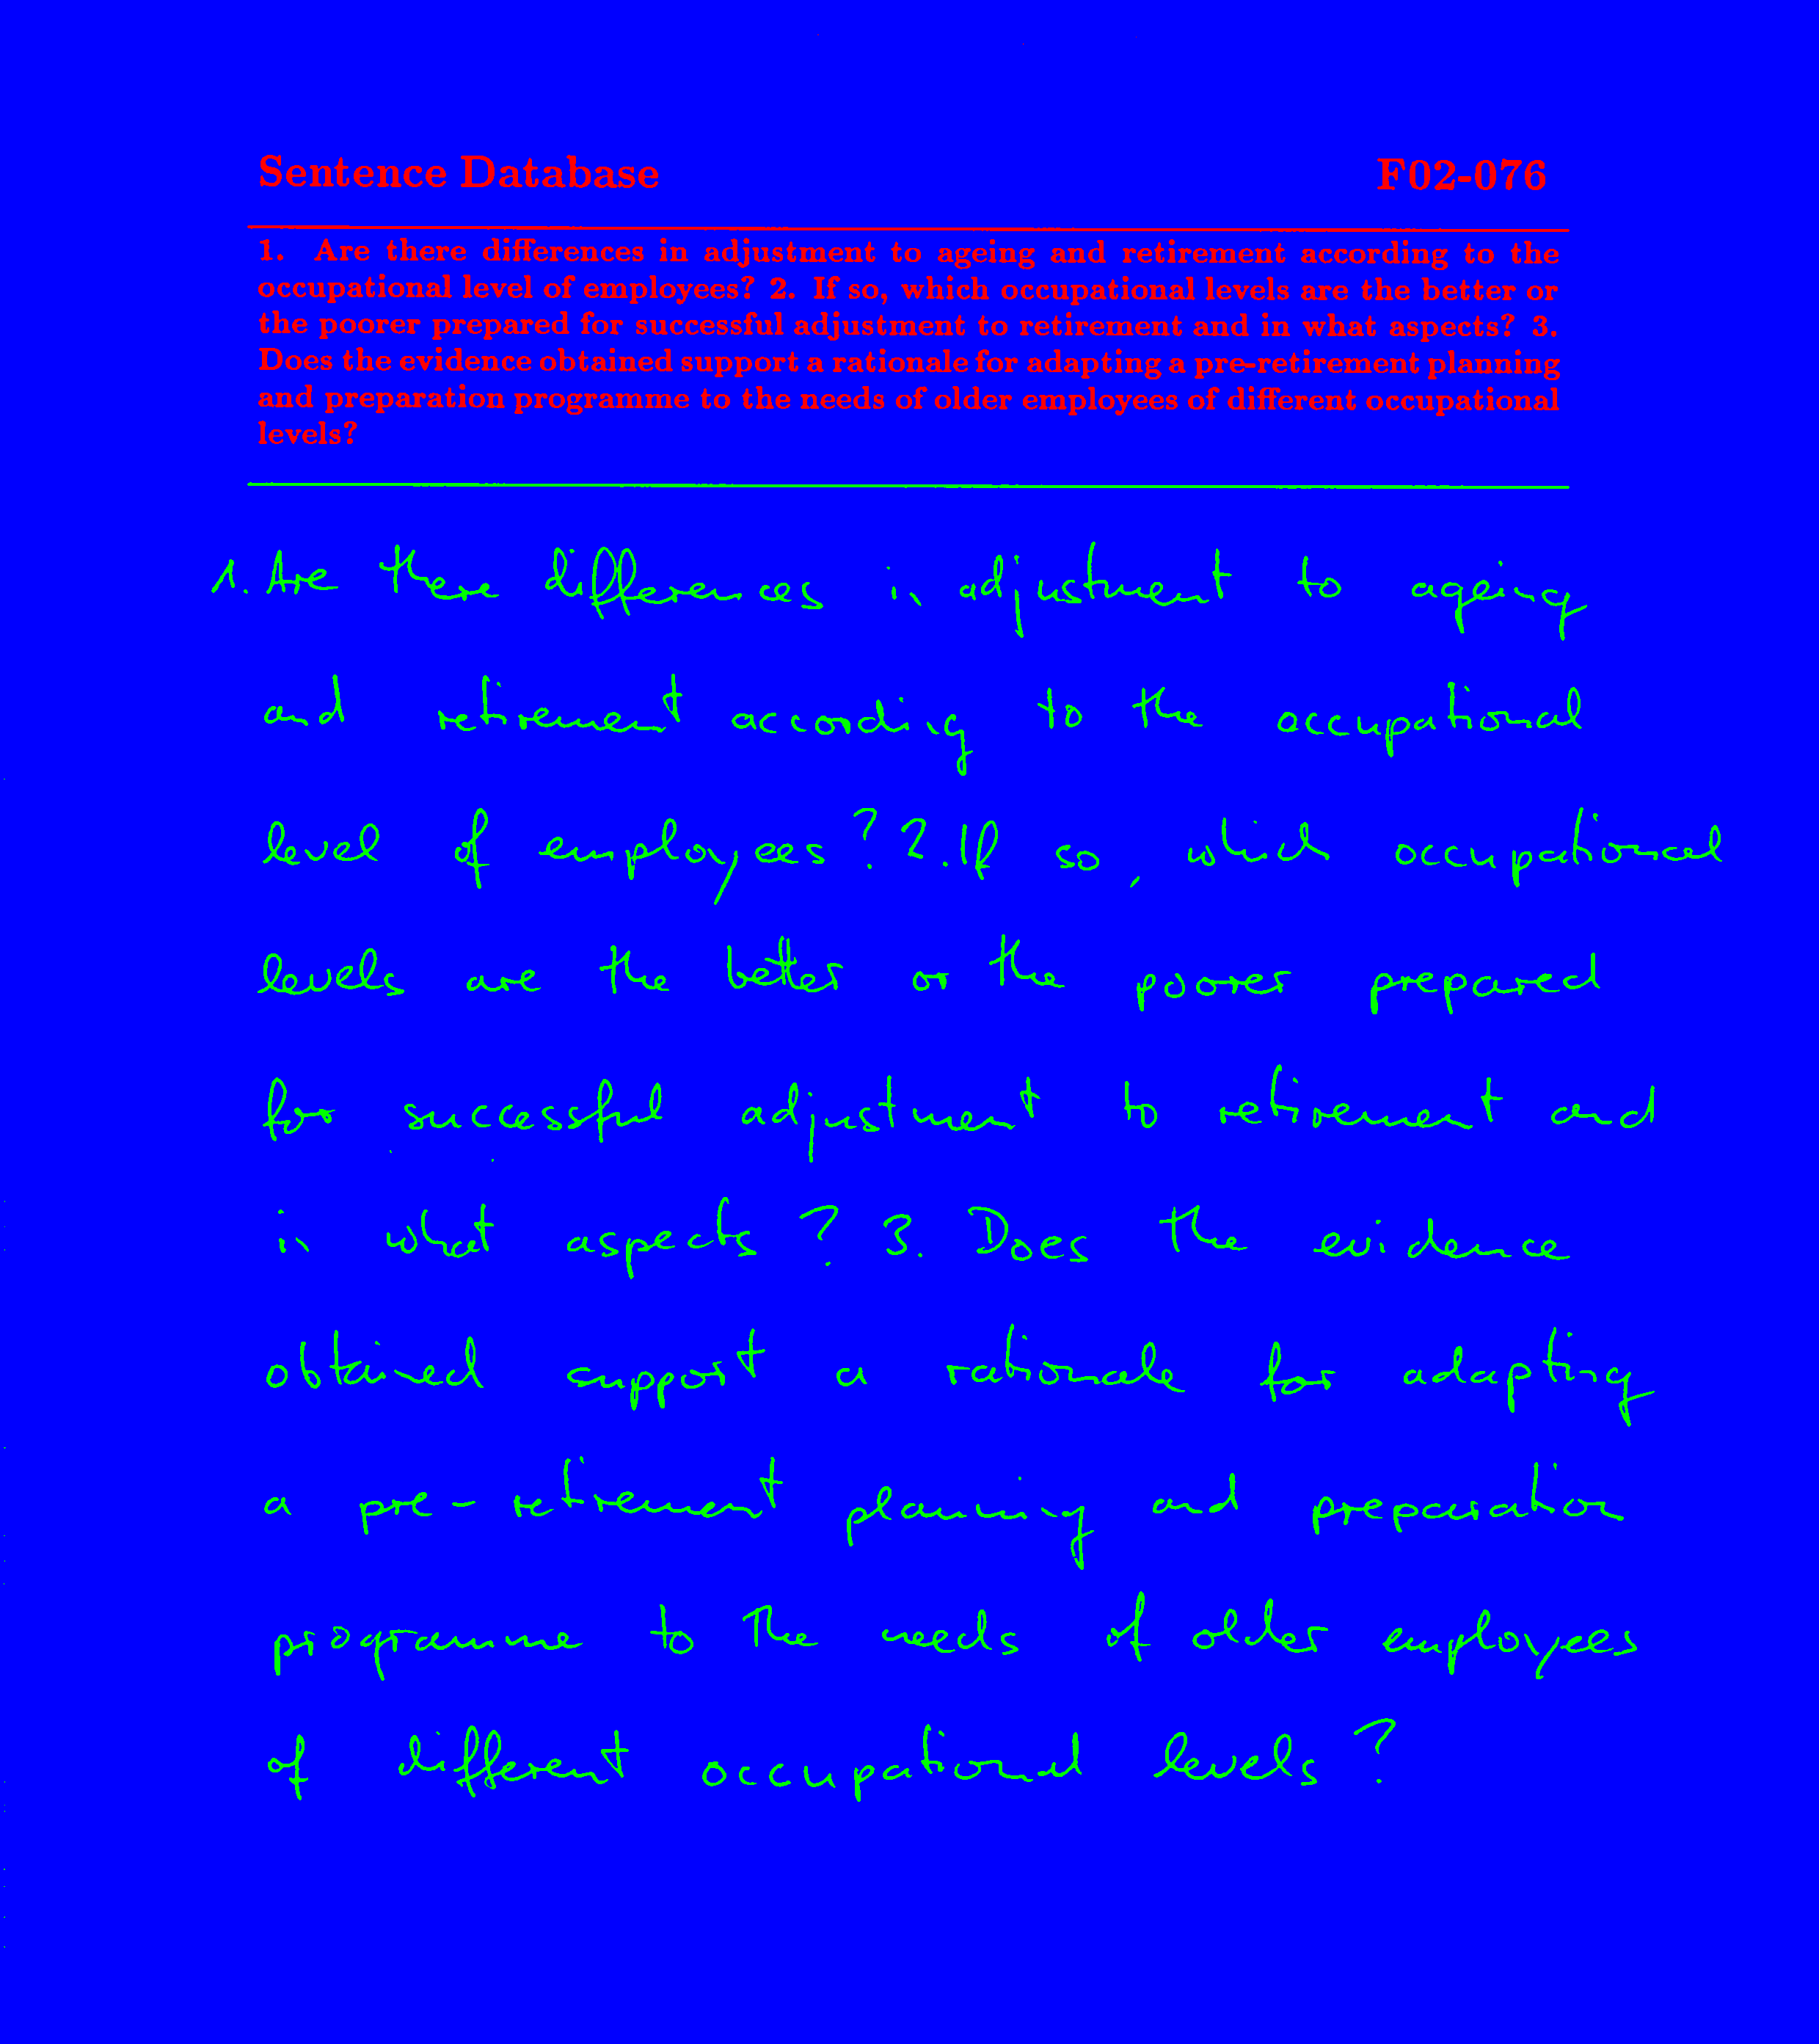 Sentence Database F02-076
1. Are there differences in adjustment to ageing and retirement according to the
occupational level of employees? 2. If so, which occupational levels are the better or
the poorer prepared for successful adjustment to retirement and in what aspects? 3.
Does the evidence obtained support a rationale for adapting a pre-retirement planning
and preparation programme to the needs of older employees of different occupational
levels?
1. Are there differences in adjustment to ageing
and retirement according to the occupational
level of employees? 2. If so, which occupational
levels are the better or the poorer prepared
for successful adjustment to retirement and
in what aspects? 3. Does the evidence
obtained support a rationale for adapting
a pre-retirement planning and preparation
programme to the needs of older employees
of different occupational levels?